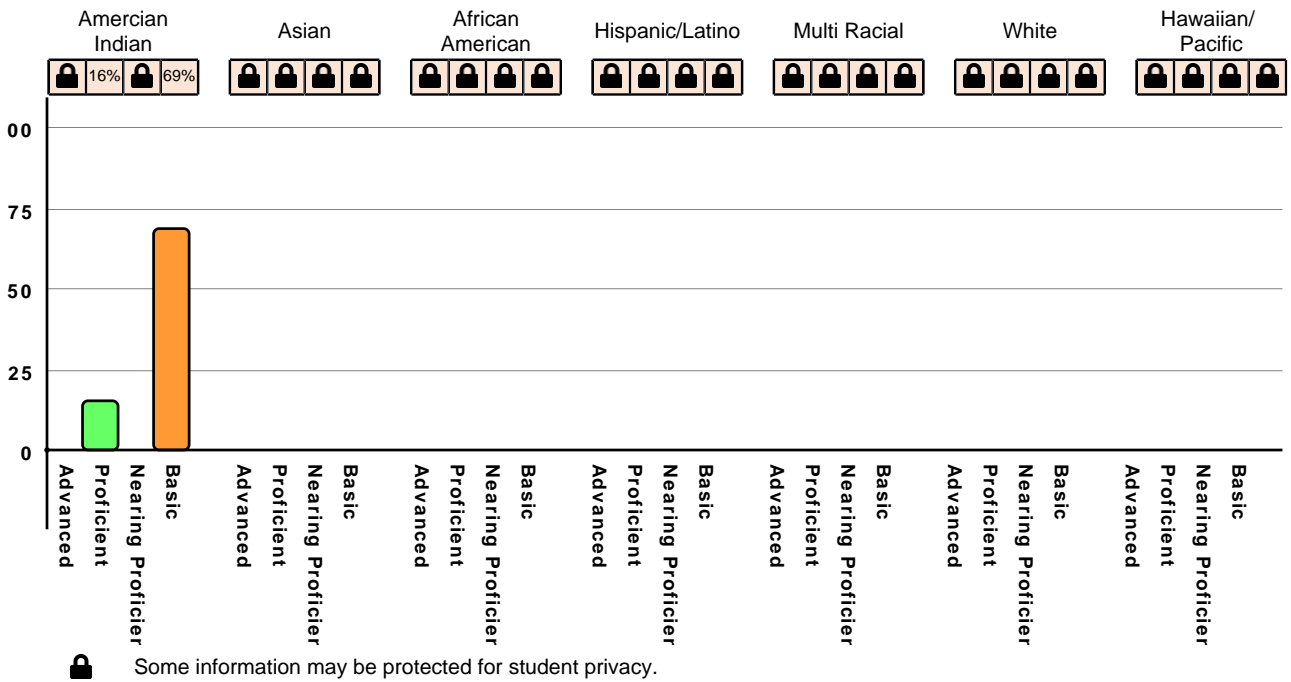 Amercian
Indian
Asian
African
American
Hispanic/Latino
Multi Racial
White
Hawaiian/
Pacific
16%
69%
00
75
50
25
0
Advanced
Proficient
Nearing Proficier
Basic
Advanced
Proficient
Nearing Proficier
Basic
Advanced
Proficient
Nearing Proficier
Basic
Advanced
Proficient
Nearing Proficier
Basic
Advanced
Proficient
Nearing Proficier
Basic
Advanced
Proficient
Nearing Proficier
Basic
Advanced
Proficient
Nearing Proficier
Basic
Some information may be protected for student privacy.